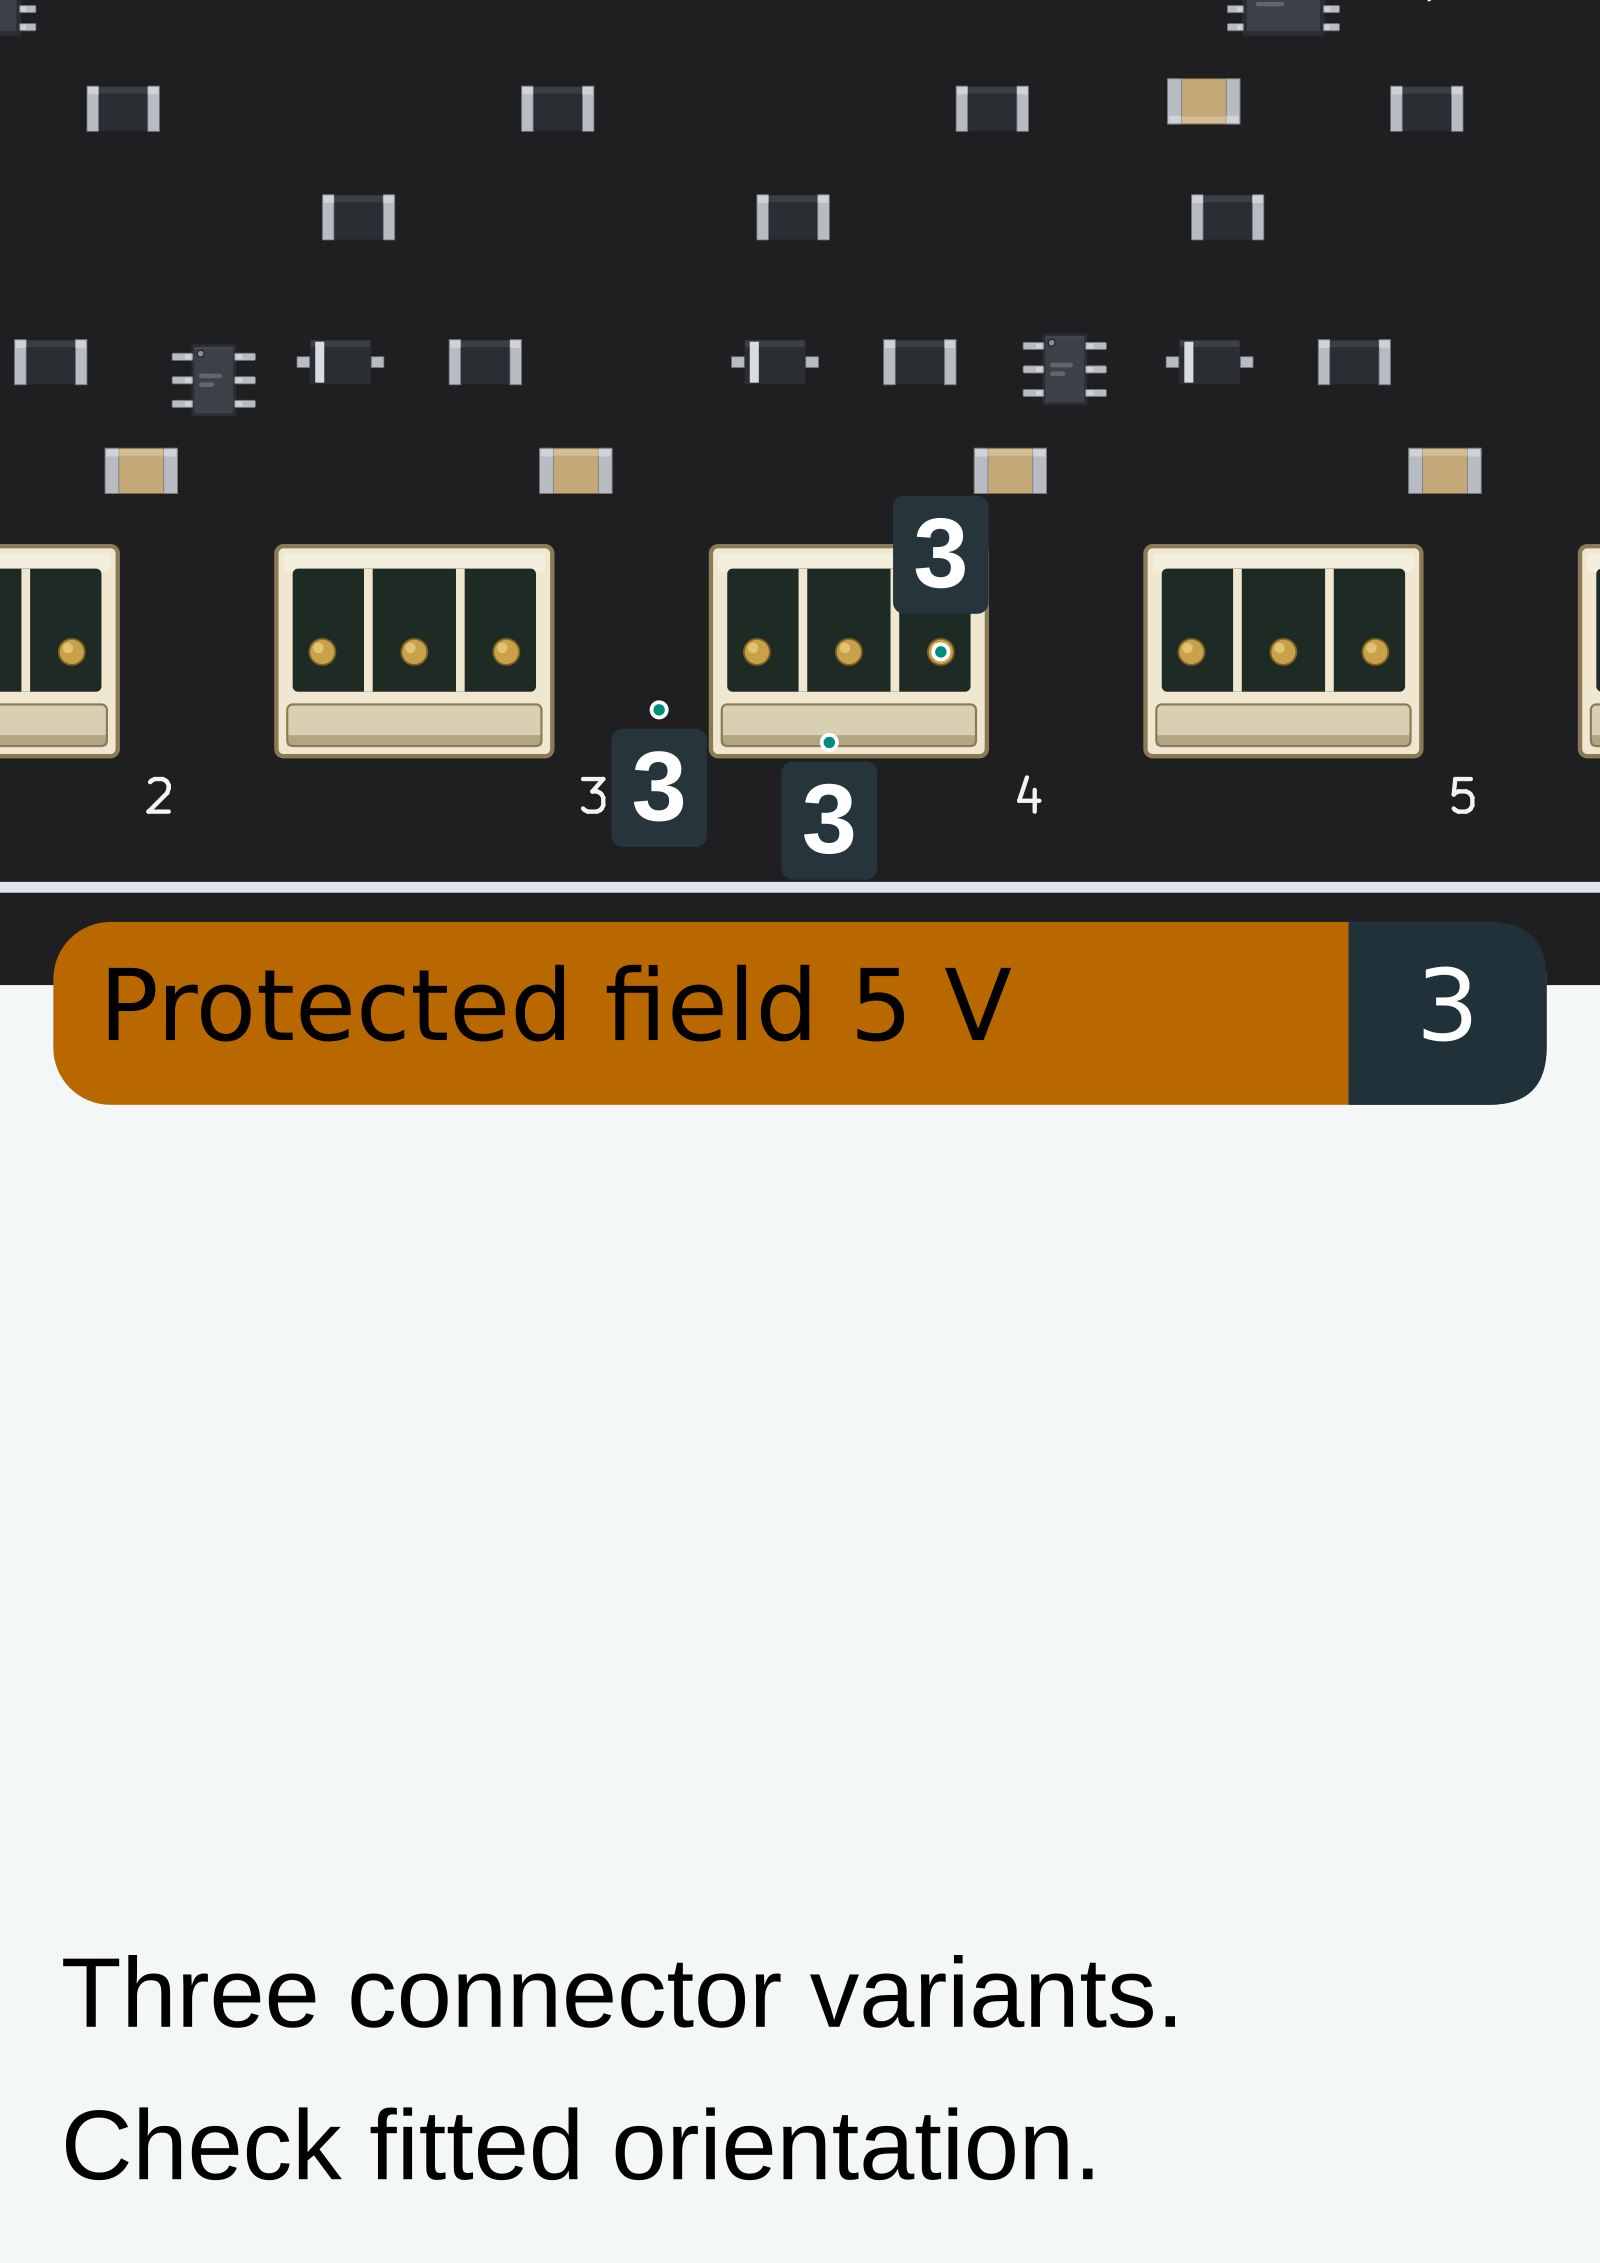 3
2 3 3 3 4 5
Protected field 5 V 3
Three connector variants.
Check fitted orientation.